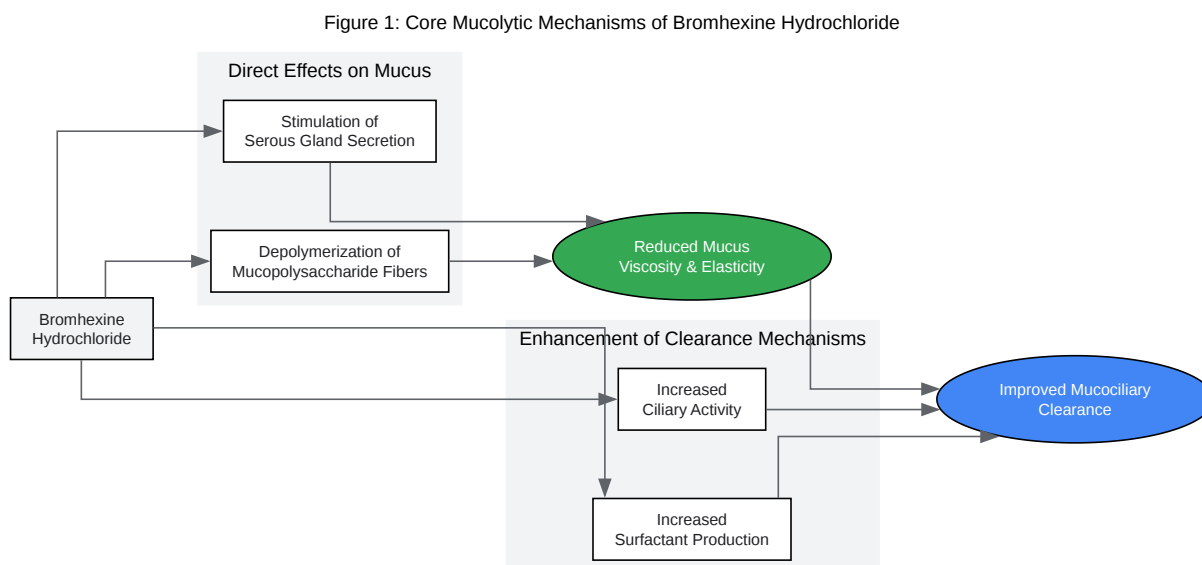 Figure 1: Core Mucolytic Mechanisms of Bromhexine Hydrochloride
Direct Effects on Mucus
Stimulation of
Serous Gland Secretion
Depolymerization of
Mucopolysaccharide Fibers
Reduced Mucus
Viscosity & Elasticity
Bromhexine
Hydrochloride
Enhancement of Clearance Mechanisms
Increased
Ciliary Activity
Improved Mucociliary
Clearance
Increased
Surfactant Production